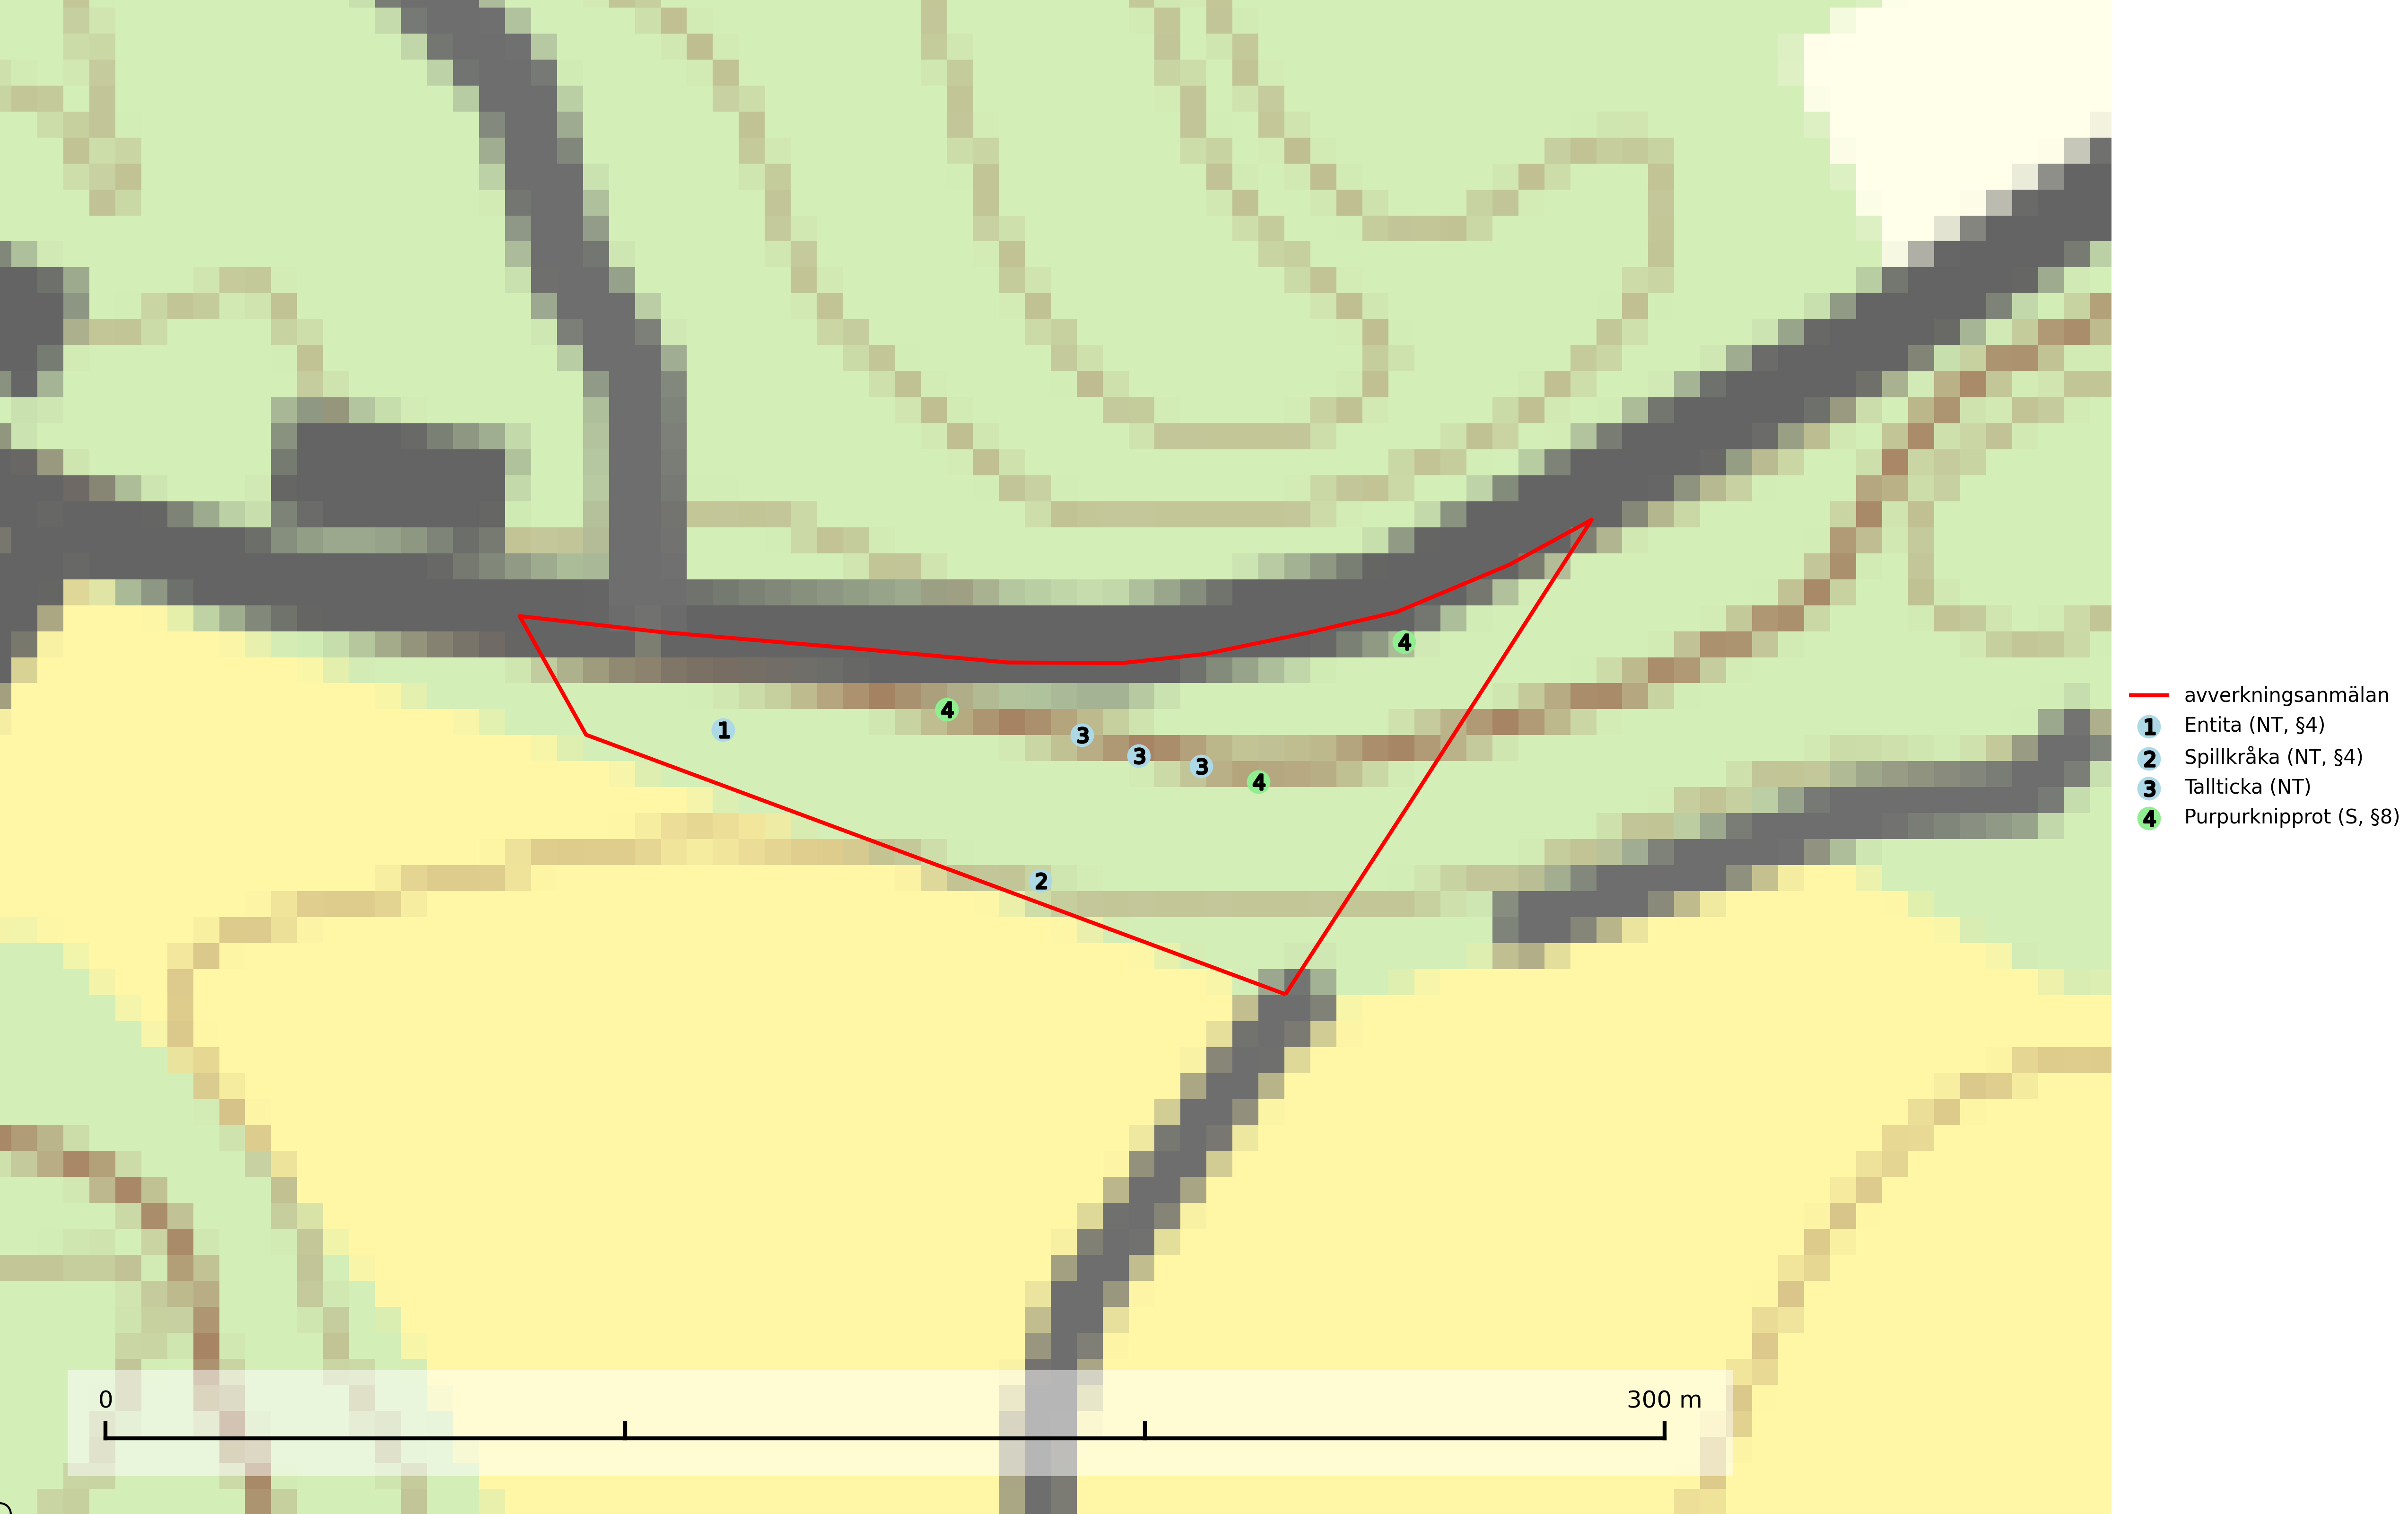 4
4
1
3
3
3
4
2
avverkningsanmälan
1 Entita (NT, §4)
2 Spillkråka (NT, §4)
3 Tallticka (NT)
4 Purpurknipprot (S, §8)
0 300 m